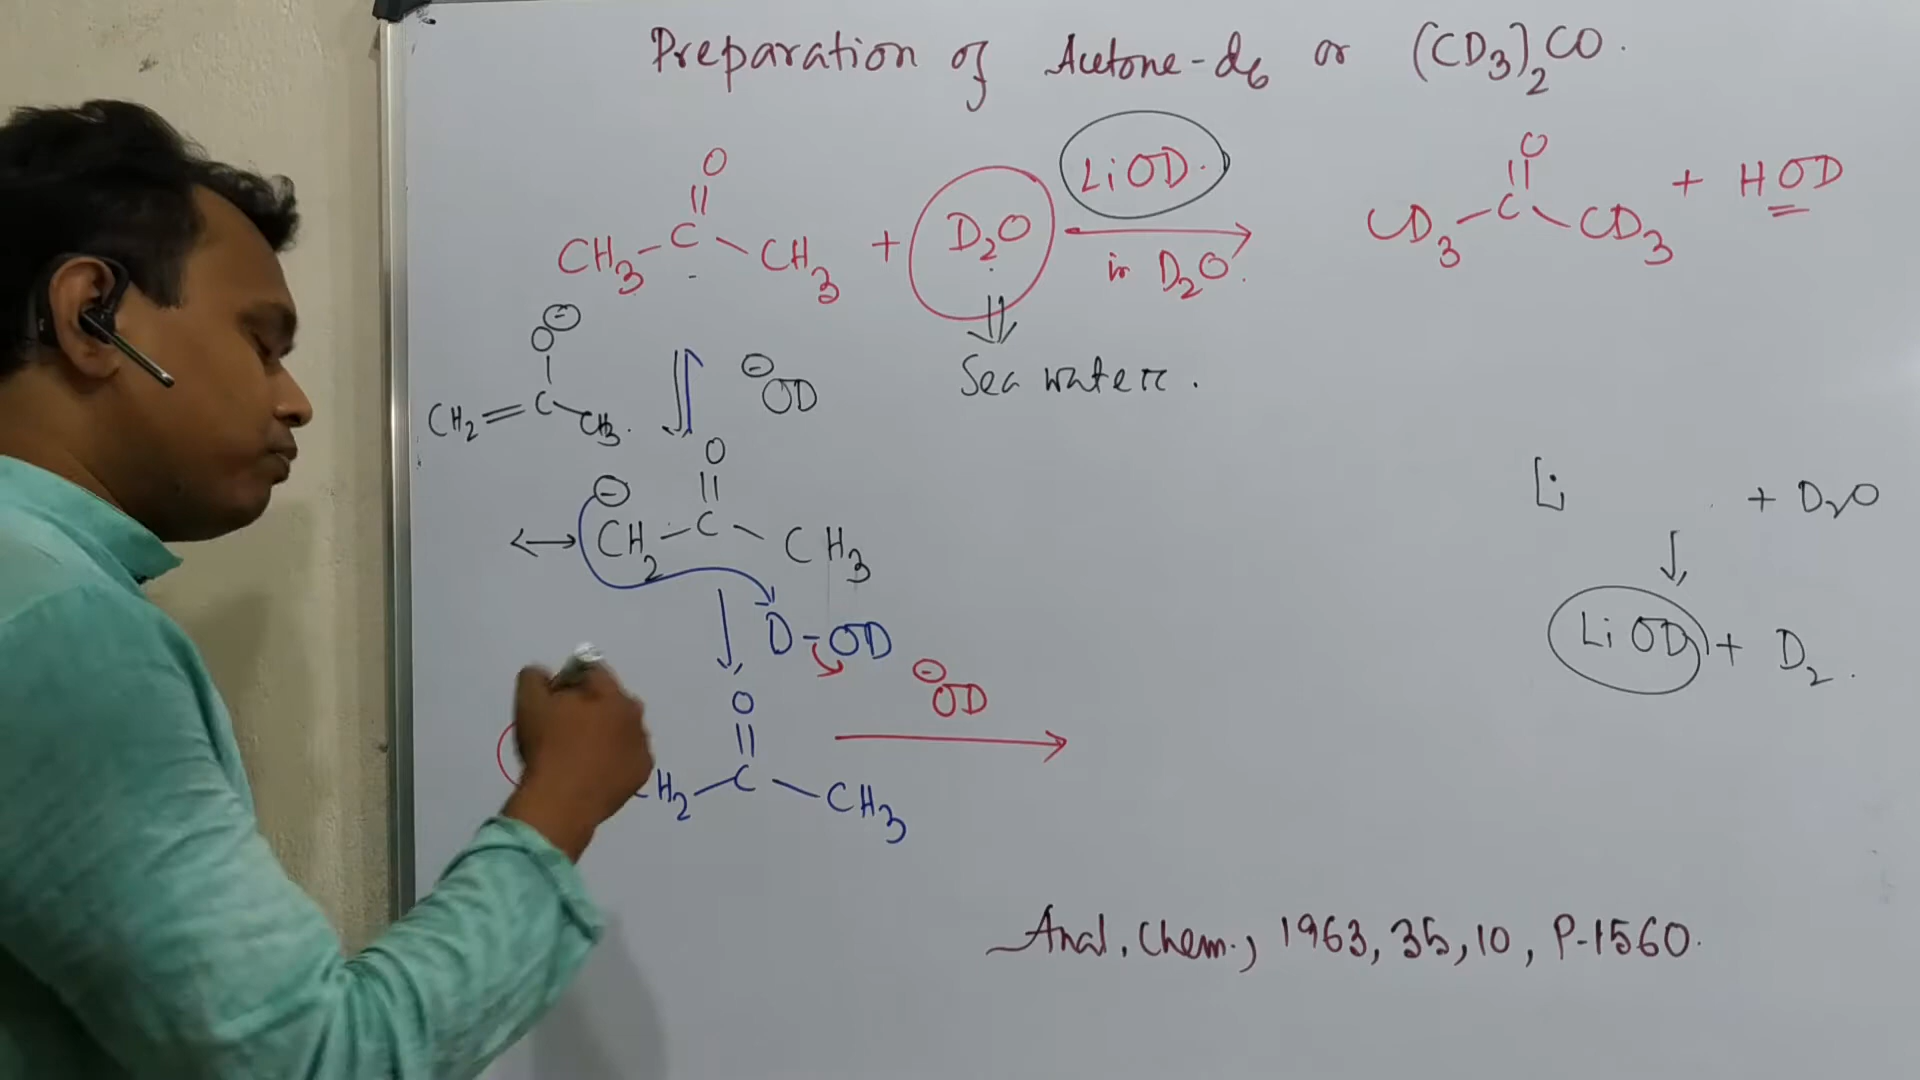 Preparation of Acetone-d6 or (CD3)2CO.
O
||
CH3-C-CH3 + D2O
LiOD.
in D2O.
O
||
CD3-C-CD3 + HOD
Sea water.
O⊖
|
CH2=C-CH3.
⊖OD
⊖ O
||
↔ CH2-C-CH3
D-OD
⊖OD
O
||
CH2-C-CH3
Li + D2O
↓
LiOD + D2.
Anal. Chem., 1963, 35, 10, P-1560.